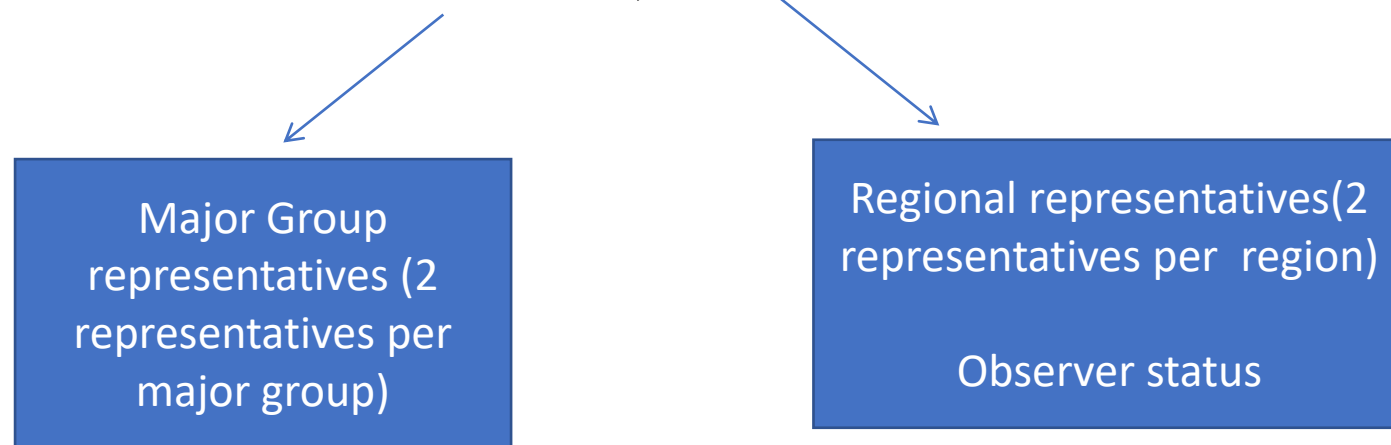 Major Group
representatives (2
representatives per
major group)
Regional representatives(2
representatives per  region)
Observer status